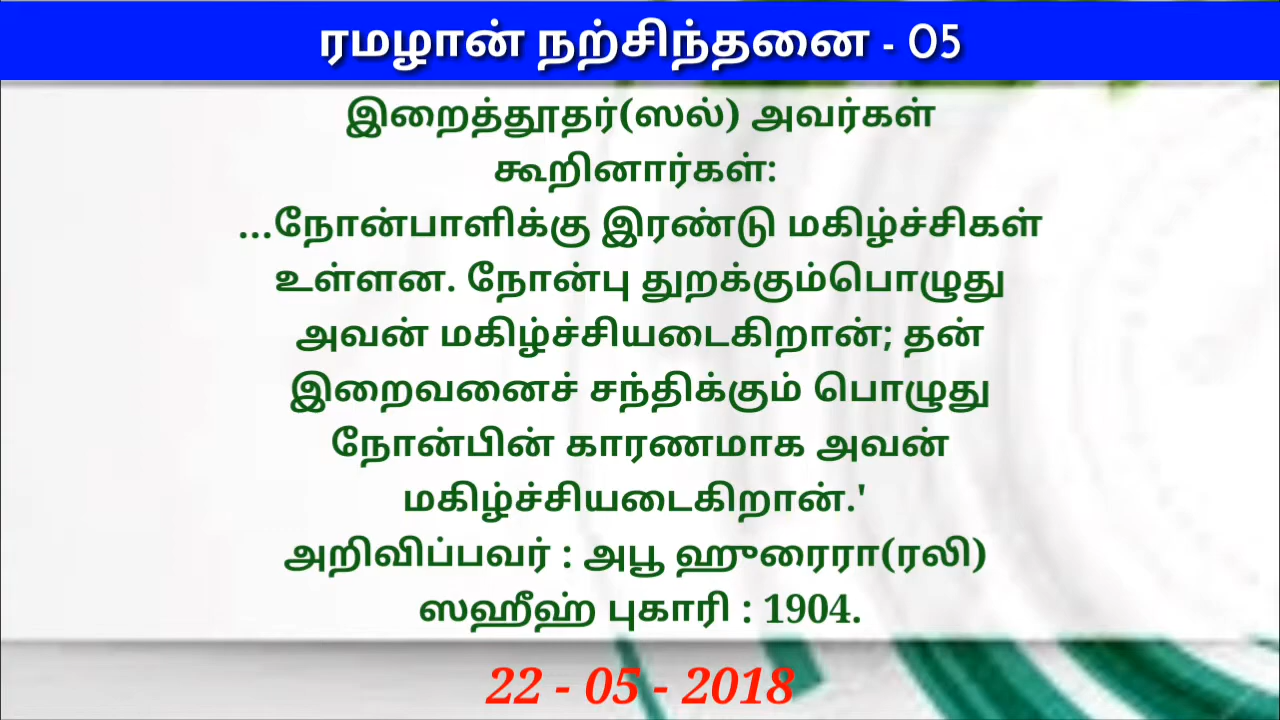 ரமழான் நற்சிந்தனை - 05
இறைத்தூதர்(ஸல்) அவர்கள்
கூறினார்கள்:
...நோன்பாளிக்கு இரண்டு மகிழ்ச்சிகள்
உள்ளன. நோன்பு துறக்கும்பொழுது
அவன் மகிழ்ச்சியடைகிறான்; தன்
இறைவனைச் சந்திக்கும் பொழுது
நோன்பின் காரணமாக அவன்
மகிழ்ச்சியடைகிறான்.'
அறிவிப்பவர் : அபூ ஹுரைரா(ரலி)
ஸஹீஹ் புகாரி : 1904.
22 - 05 - 2018